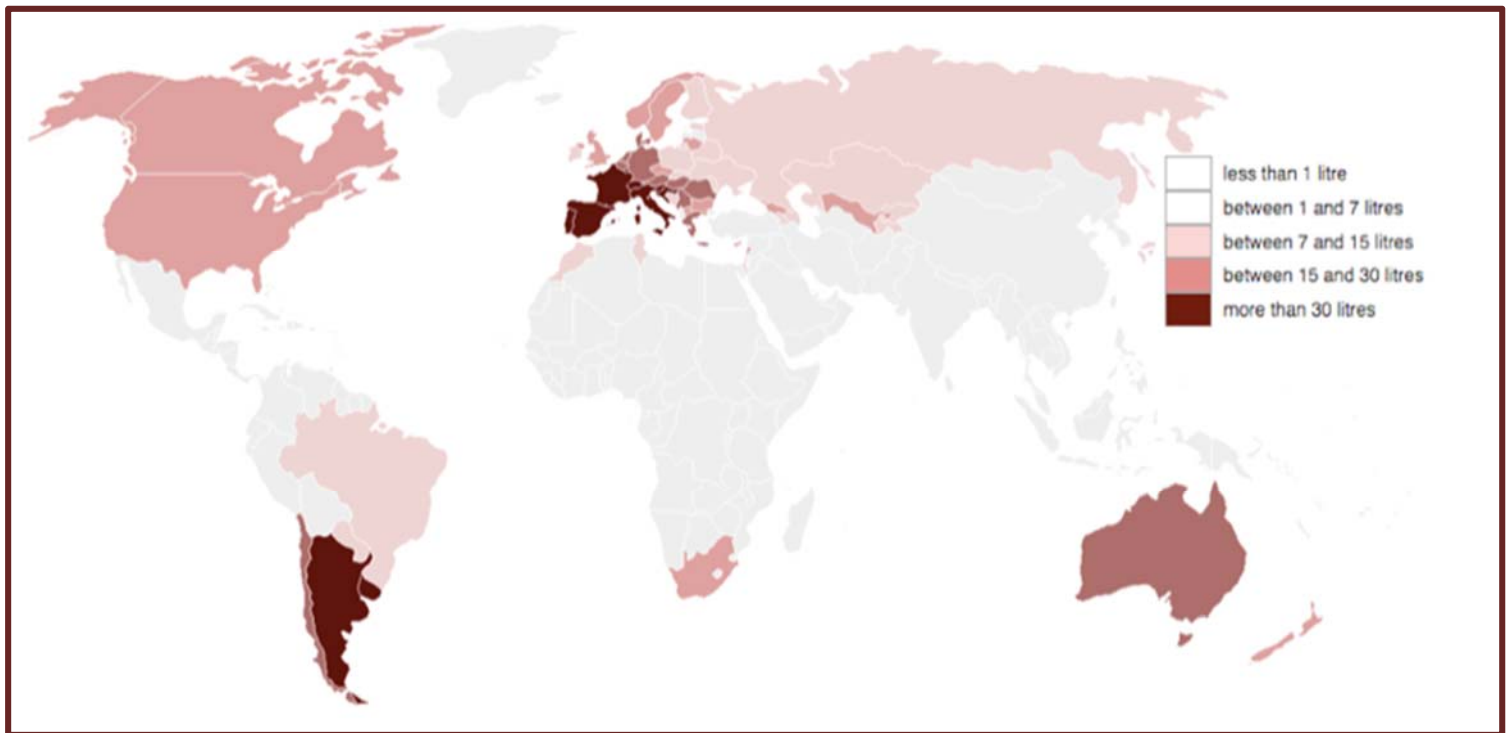 less than 1 litre
between 1 and 7 litres
between 7 and 15 litres
between 15 and 30 litres
more than 30 litres